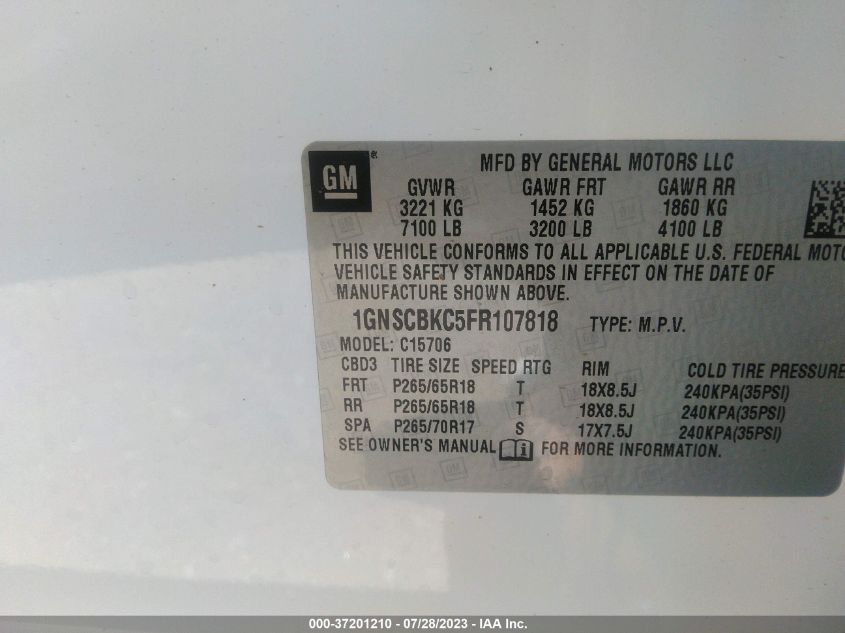 GM
MFD BY GENERAL MOTORS LLC
GVWR GAWR FRT GAWR RR
3221 KG 1452 KG 1860 KG
7100 LB 3200 LB 4100 LB
THIS VEHICLE CONFORMS TO ALL APPLICABLE U.S. FEDERAL MOTO
VEHICLE SAFETY STANDARDS IN EFFECT ON THE DATE OF
MANUFACTURE SHOWN ABOVE.
1GNSCBKC5FR107818 TYPE: M.P.V.
MODEL: C15706
CBD3 TIRE SIZE SPEED RTG RIM COLD TIRE PRESSURE
FRT P265/65R18 T 18X8.5J 240KPA(35PSI)
RR P265/65R18 T 18X8.5J 240KPA(35PSI)
SPA P265/70R17 S 17X7.5J 240KPA(35PSI)
SEE OWNER'S MANUAL FOR MORE INFORMATION.
000-37201210 - 07/28/2023 - IAA Inc.